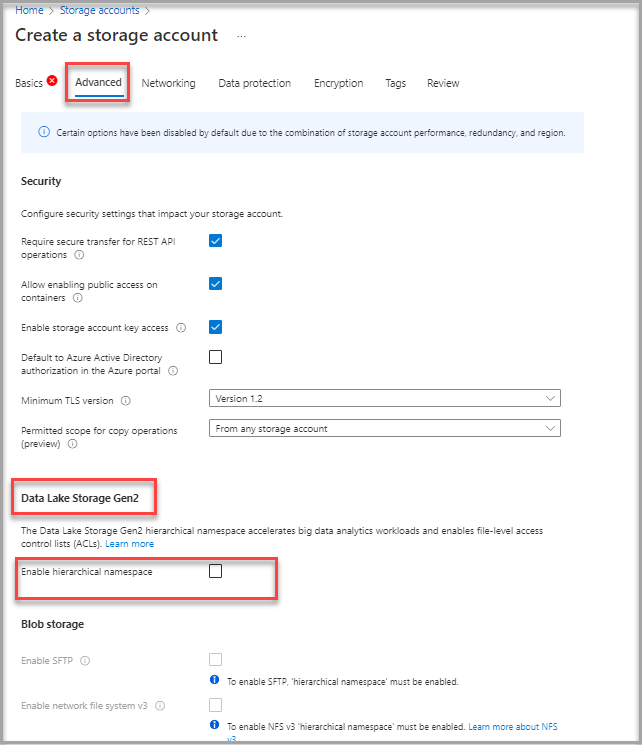 Home > Storage accounts >
Create a storage account ...
Basics Advanced Networking Data protection Encryption Tags Review
Certain options have been disabled by default due to the combination of storage account performance, redundancy, and region.
Security
Configure security settings that impact your storage account.
Require secure transfer for REST API
operations
Allow enabling public access on
containers
Enable storage account key access
Default to Azure Active Directory
authorization in the Azure portal
Minimum TLS version Version 1.2
Permitted scope for copy operations From any storage account
(preview)
Data Lake Storage Gen2
The Data Lake Storage Gen2 hierarchical namespace accelerates big data analytics workloads and enables file-level access
control lists (ACLs). Learn more
Enable hierarchical namespace
Blob storage
Enable SFTP
To enable SFTP, 'hierarchical namespace' must be enabled.
Enable network file system v3
To enable NFS v3 'hierarchical namespace' must be enabled. Learn more about NFS
v3